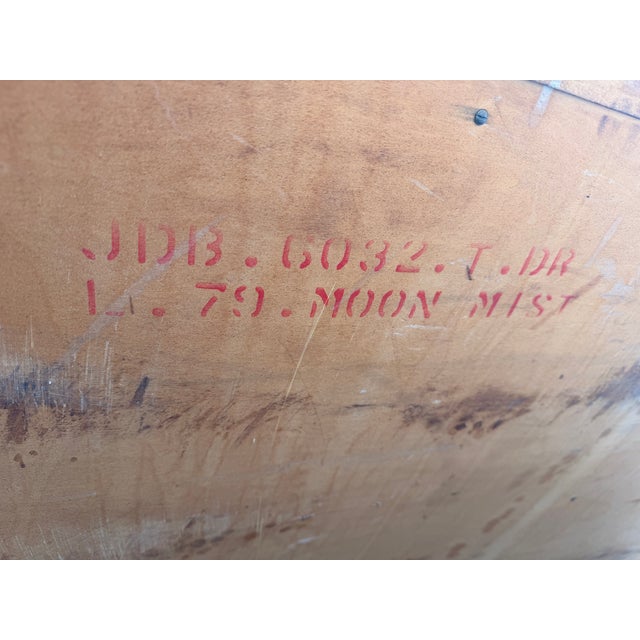 JDB. 6032. T. DR
L. 79. MOON MIST